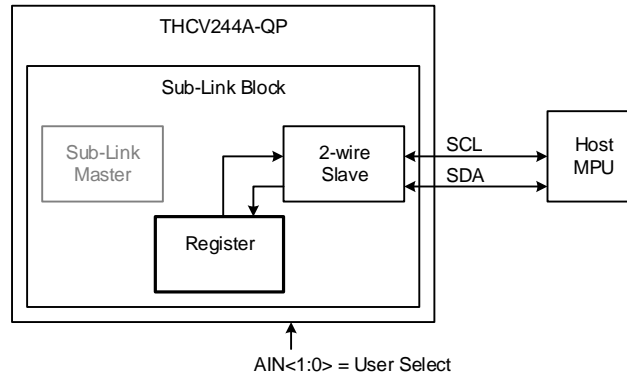 THCV244A-QP
Sub-Link Block
Sub-Link
Master
2-wire
Slave
SCL
SDA
Host
MPU
Register
AIN<1:0> = User Select